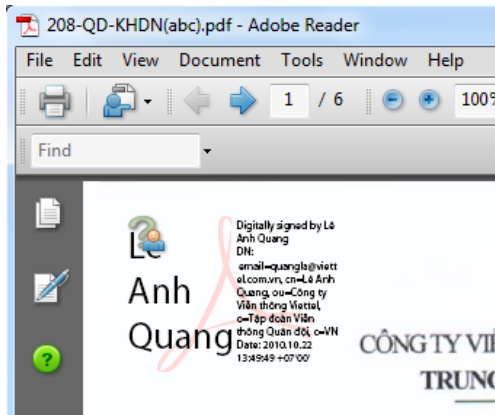 208-QD-KHDN(abc).pdf - Adobe Reader
File Edit View Document Tools Window Help
1 / 6 100%
Find
Lê
Anh
Quang
Digitally signed by Lê
Anh Quang
DN:
email=quangla@viett
el.com.vn, cn=Lê Anh
Quang, ou=Công ty
Viễn thông Viettel,
o=Tập đoàn Viễn
thông Quân đội, c=VN
Date: 2010.10.22
13:49:49 +07'00'
CÔNG TY VI
TRUNG